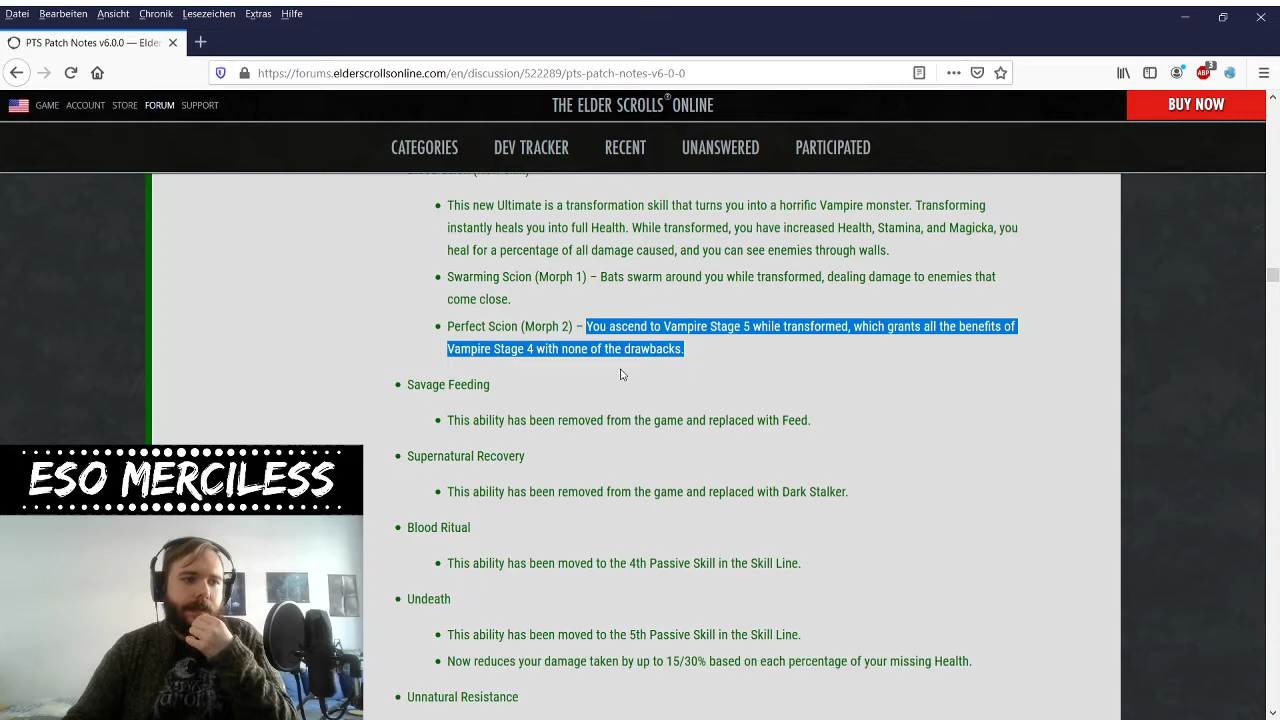 Datei Bearbeiten Ansicht Chronik Lesezeichen Extras Hilfe
PTS Patch Notes v6.0.0 — Elder
https://forums.elderscrollsonline.com/en/discussion/522289/pts-patch-notes-v6-0-0
ABP 3
GAME ACCOUNT STORE FORUM SUPPORT
THE ELDER SCROLLS® ONLINE
BUY NOW
CATEGORIES DEV TRACKER RECENT UNANSWERED PARTICIPATED
This new Ultimate is a transformation skill that turns you into a horrific Vampire monster. Transforming
instantly heals you into full Health. While transformed, you have increased Health, Stamina, and Magicka, you
heal for a percentage of all damage caused, and you can see enemies through walls.
Swarming Scion (Morph 1) – Bats swarm around you while transformed, dealing damage to enemies that
come close.
Perfect Scion (Morph 2) – You ascend to Vampire Stage 5 while transformed, which grants all the benefits of
Vampire Stage 4 with none of the drawbacks.
Savage Feeding
This ability has been removed from the game and replaced with Feed.
Supernatural Recovery
This ability has been removed from the game and replaced with Dark Stalker.
Blood Ritual
This ability has been moved to the 4th Passive Skill in the Skill Line.
Undeath
This ability has been moved to the 5th Passive Skill in the Skill Line.
Now reduces your damage taken by up to 15/30% based on each percentage of your missing Health.
Unnatural Resistance
ESO MERCILESS